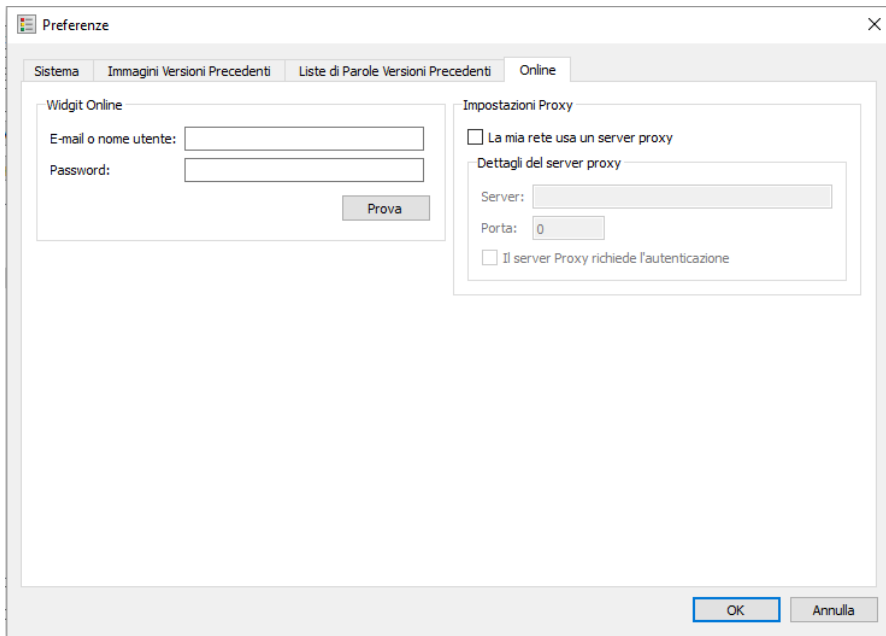 Preferenze
Sistema
Immagini Versioni Precedenti
Liste di Parole Versioni Precedenti
Online
Widgit Online
E-mail o nome utente:
Password:
Prova
Impostazioni Proxy
La mia rete usa un server proxy
Dettagli del server proxy
Server:
Porta: 0
Il server Proxy richiede l'autenticazione
OK
Annulla